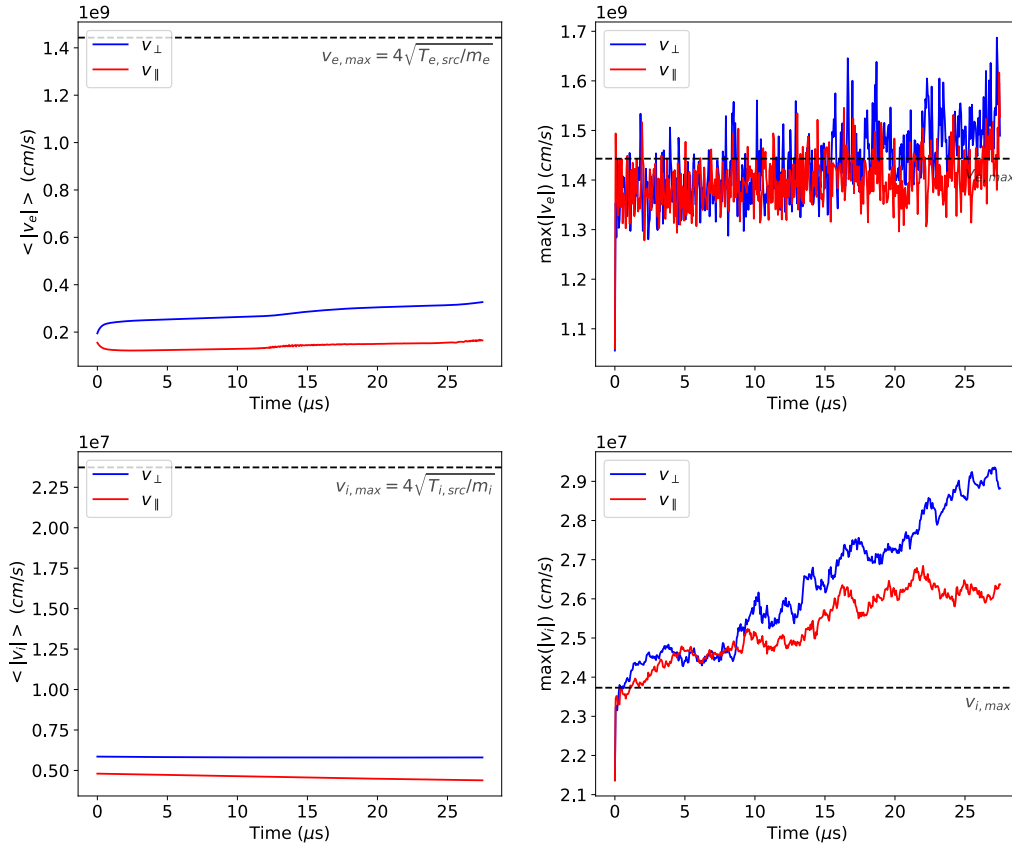 1e9
v⊥
v∥
v_{e,max} = 4√(T_{e,src}/m_e)
< |v_e| > (cm/s)
1.4
1.2
1.0
0.8
0.6
0.4
0.2
0 5 10 15 20 25
Time (μs)
1e9
v⊥
v∥
v_{e,max}
max(|v_e|) (cm/s)
1.7
1.6
1.5
1.4
1.3
1.2
1.1
0 5 10 15 20 25
Time (μs)
1e7
v⊥
v∥
v_{i,max} = 4√(T_{i,src}/m_i)
< |v_i| > (cm/s)
2.25
2.00
1.75
1.50
1.25
1.00
0.75
0.50
0 5 10 15 20 25
Time (μs)
1e7
v⊥
v∥
v_{i,max}
max(|v_i|) (cm/s)
2.9
2.8
2.7
2.6
2.5
2.4
2.3
2.2
2.1
0 5 10 15 20 25
Time (μs)